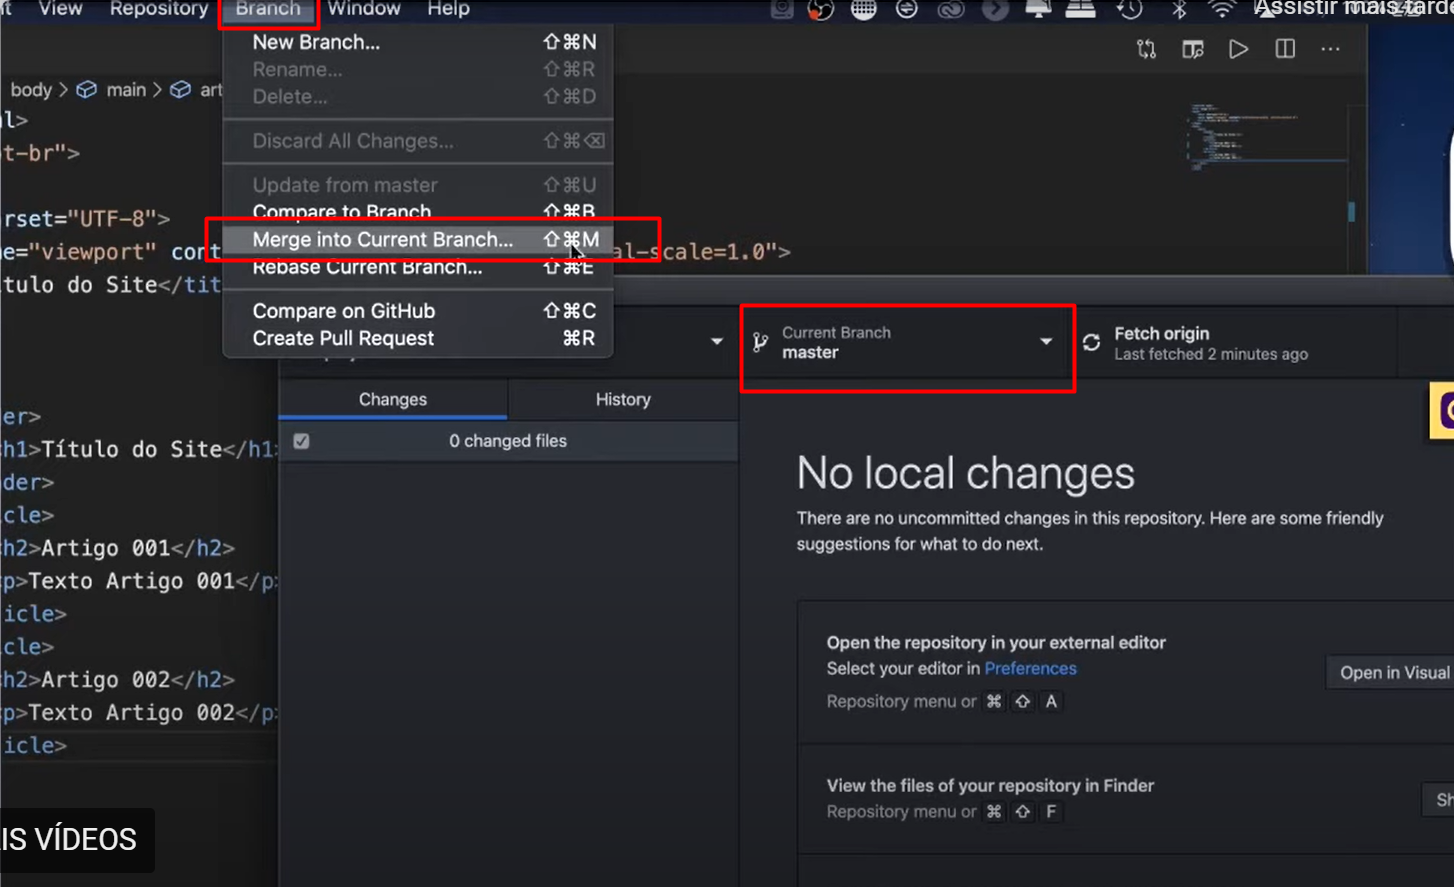 View Repository Branch Window Help
Assistir mais tarde
New Branch... ⇧⌘N
Rename... ⇧⌘R
Delete... ⇧⌘D
Discard All Changes... ⇧⌘⌫
Update from master ⇧⌘U
Compare to Branch ⇧⌘B
Merge into Current Branch... ⇧⌘M
Rebase Current Branch... ⇧⌘E
Compare on GitHub ⇧⌘C
Create Pull Request ⌘R
body > main > art
l>
t-br">
rset="UTF-8">
e="viewport" cont
al-scale=1.0">
tulo do Site</tit
Current Branch
master
Fetch origin
Last fetched 2 minutes ago
Changes History
0 changed files
er>
h1>Título do Site</h1>
der>
cle>
h2>Artigo 001</h2>
p>Texto Artigo 001</p>
icle>
cle>
h2>Artigo 002</h2>
p>Texto Artigo 002</p>
icle>
No local changes
There are no uncommitted changes in this repository. Here are some friendly
suggestions for what to do next.
Open the repository in your external editor
Select your editor in Preferences
Repository menu or ⌘ ⇧ A
Open in Visual
View the files of your repository in Finder
Repository menu or ⌘ ⇧ F
Sh
IS VÍDEOS